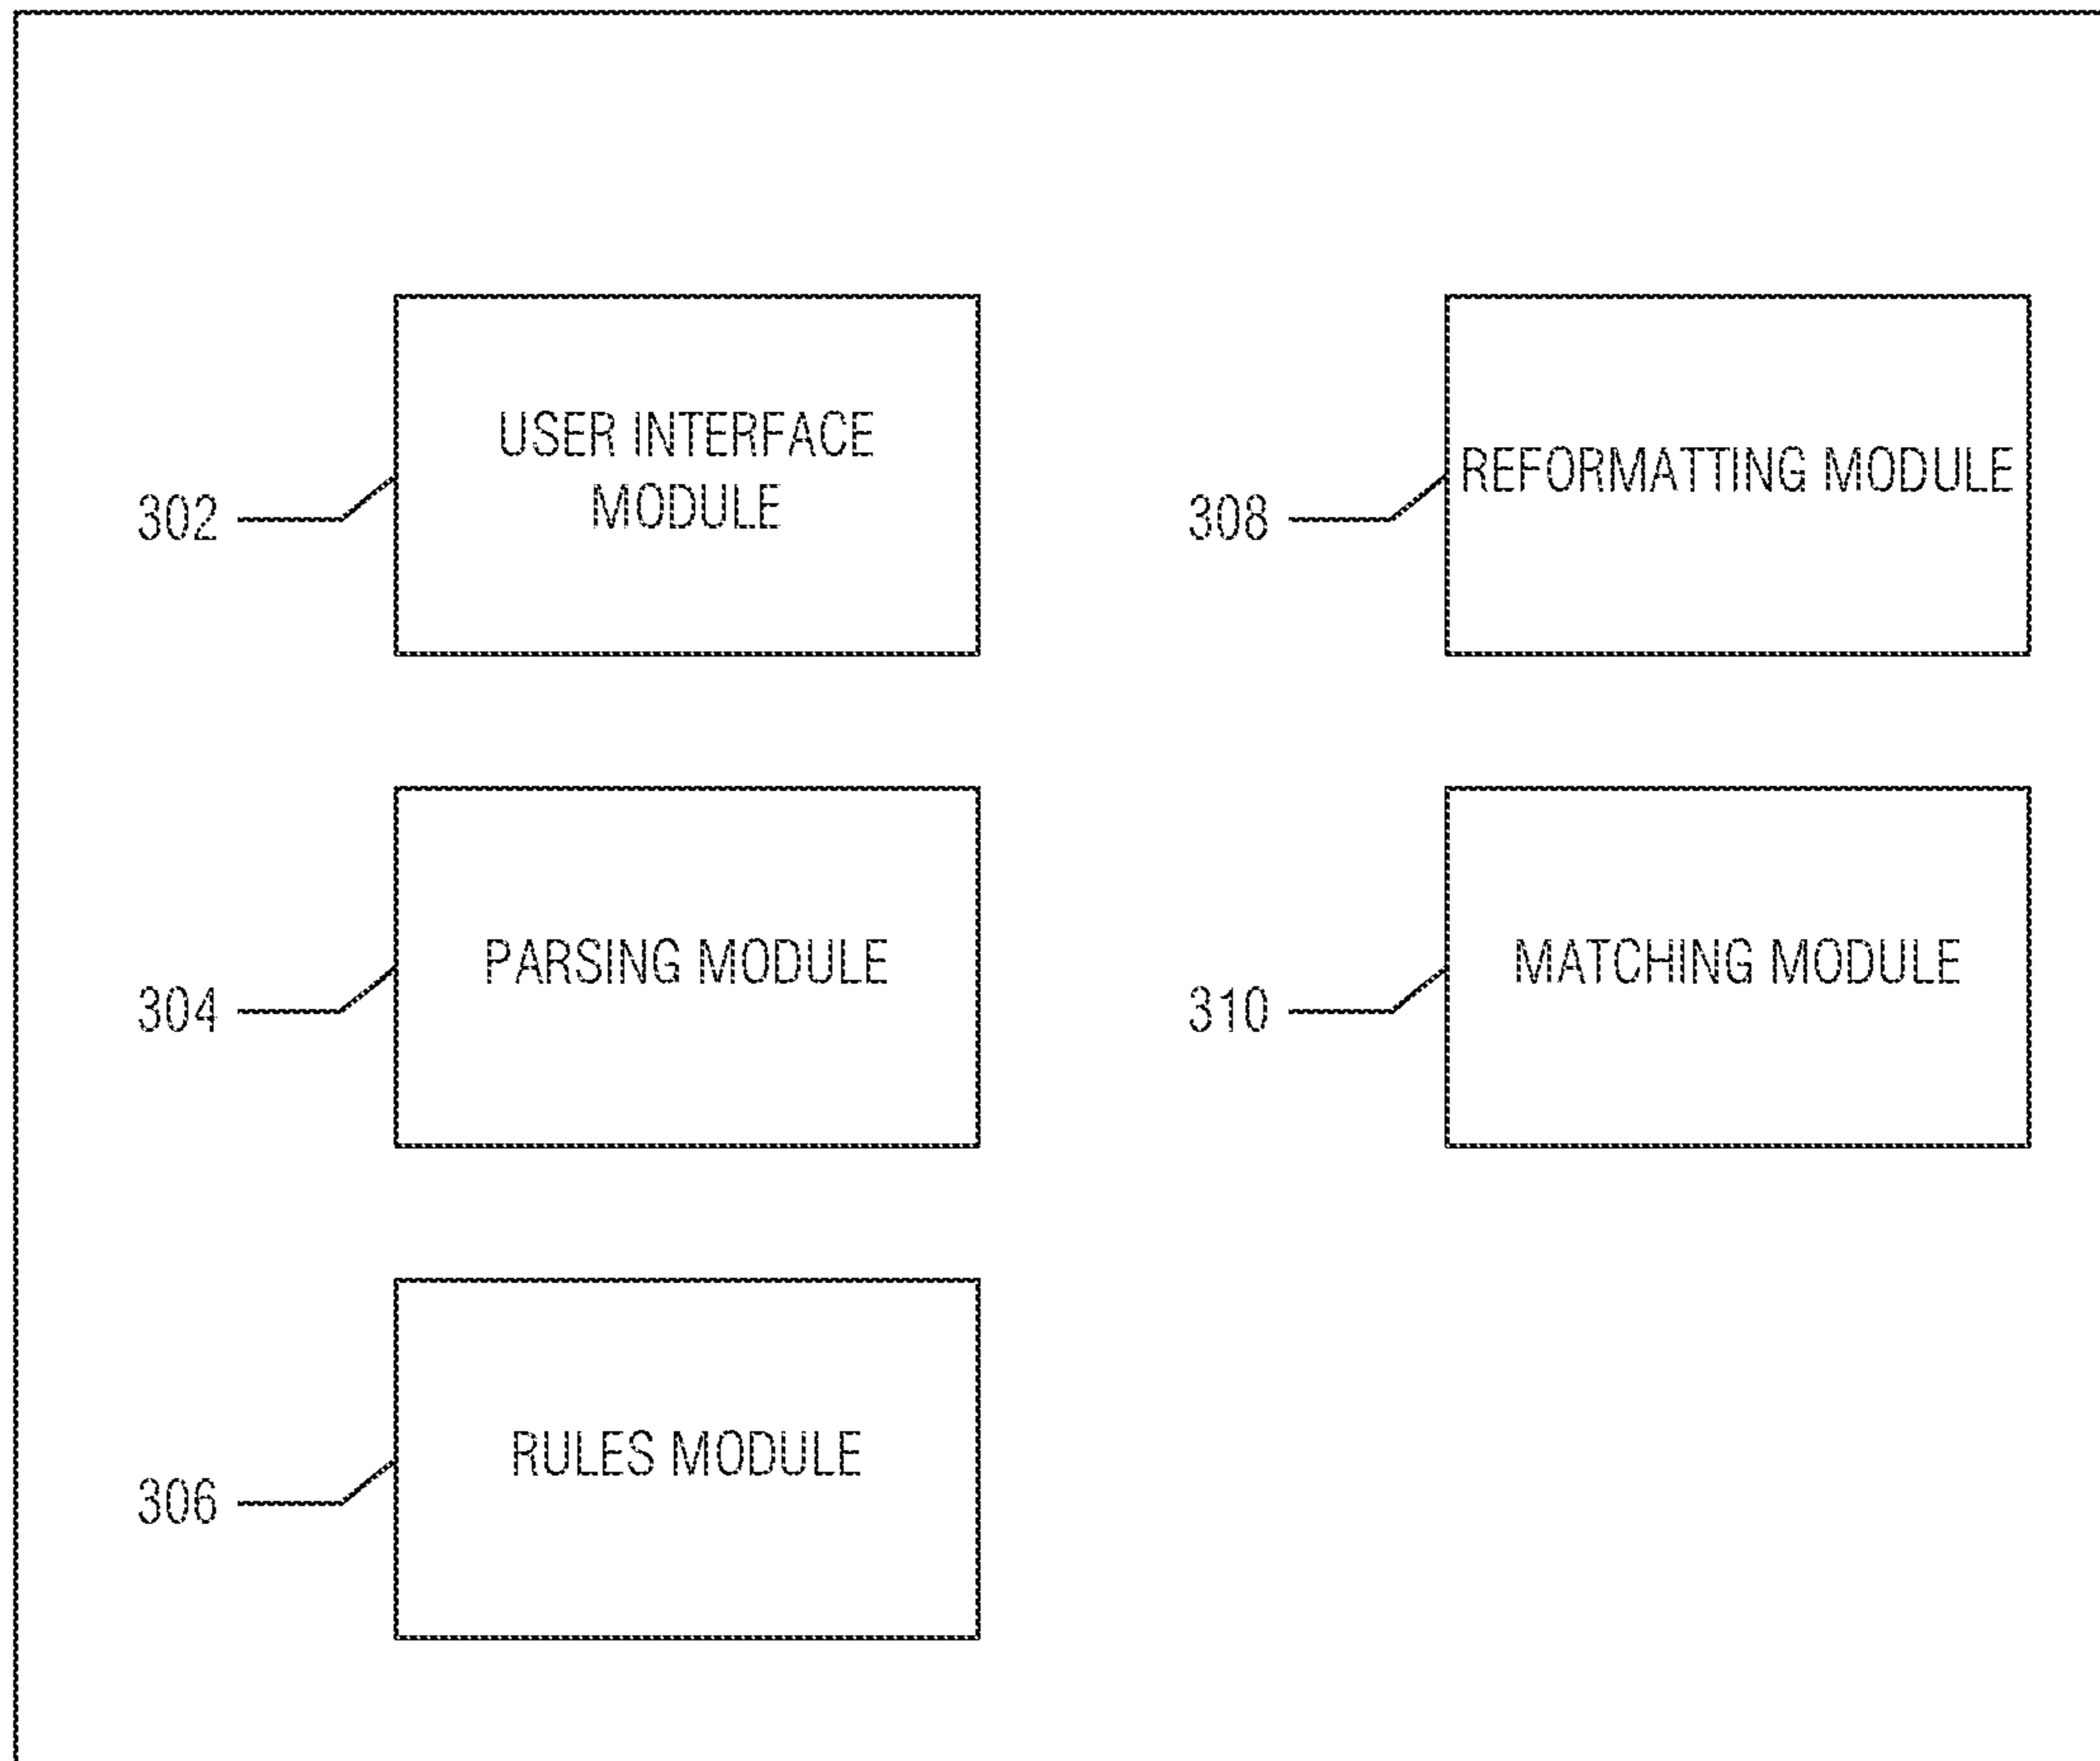 USER INTERFACE
MODULE
302
PARSING MODULE
304
RULES MODULE
306
REFORMATTING MODULE
308
MATCHING MODULE
310